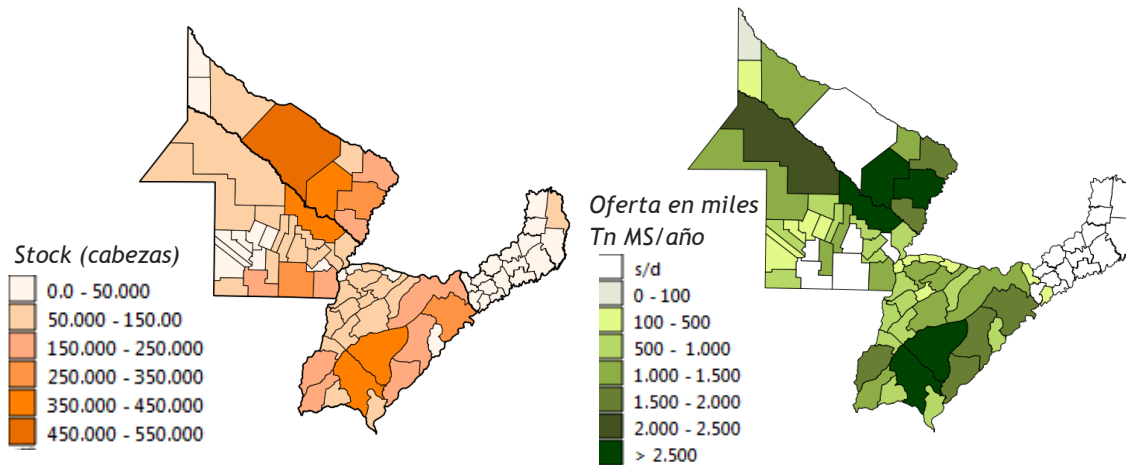 Stock (cabezas)
0.0 - 50.000
50.000 - 150.00
150.000 - 250.000
250.000 - 350.000
350.000 - 450.000
450.000 - 550.000
Oferta en miles
Tn MS/año
s/d
0 - 100
100 - 500
500 - 1.000
1.000 - 1.500
1.500 - 2.000
2.000 - 2.500
> 2.500